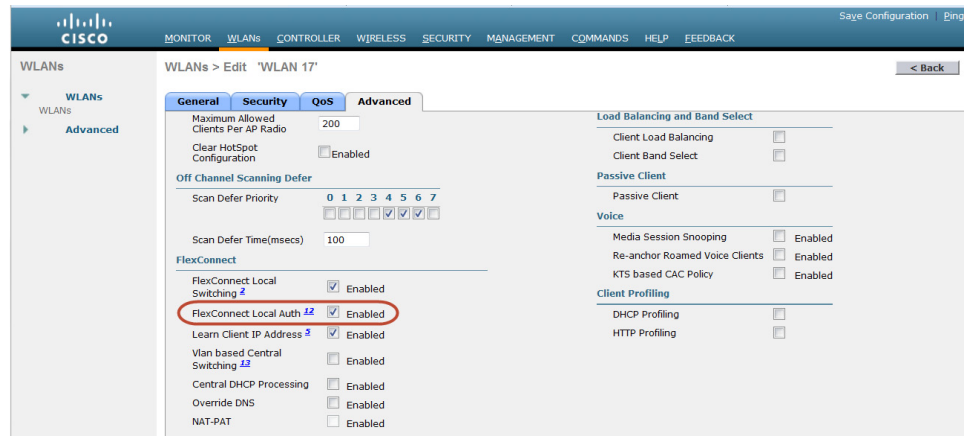 Save Configuration Ping
CISCO
MONITOR WLANs CONTROLLER WIRELESS SECURITY MANAGEMENT COMMANDS HELP FEEDBACK
WLANs
WLANs > Edit 'WLAN 17'
< Back
WLANs
WLANs
Advanced
General Security QoS Advanced
Maximum Allowed
Clients Per AP Radio
200
Clear HotSpot
Configuration
Enabled
Off Channel Scanning Defer
Scan Defer Priority
0 1 2 3 4 5 6 7
Scan Defer Time(msecs)
100
FlexConnect
FlexConnect Local
Switching 2
Enabled
FlexConnect Local Auth 12
Enabled
Learn Client IP Address 5
Enabled
Vlan based Central
Switching 13
Enabled
Central DHCP Processing
Enabled
Override DNS
Enabled
NAT-PAT
Enabled
Load Balancing and Band Select
Client Load Balancing
Client Band Select
Passive Client
Passive Client
Voice
Media Session Snooping
Enabled
Re-anchor Roamed Voice Clients
Enabled
KTS based CAC Policy
Enabled
Client Profiling
DHCP Profiling
HTTP Profiling